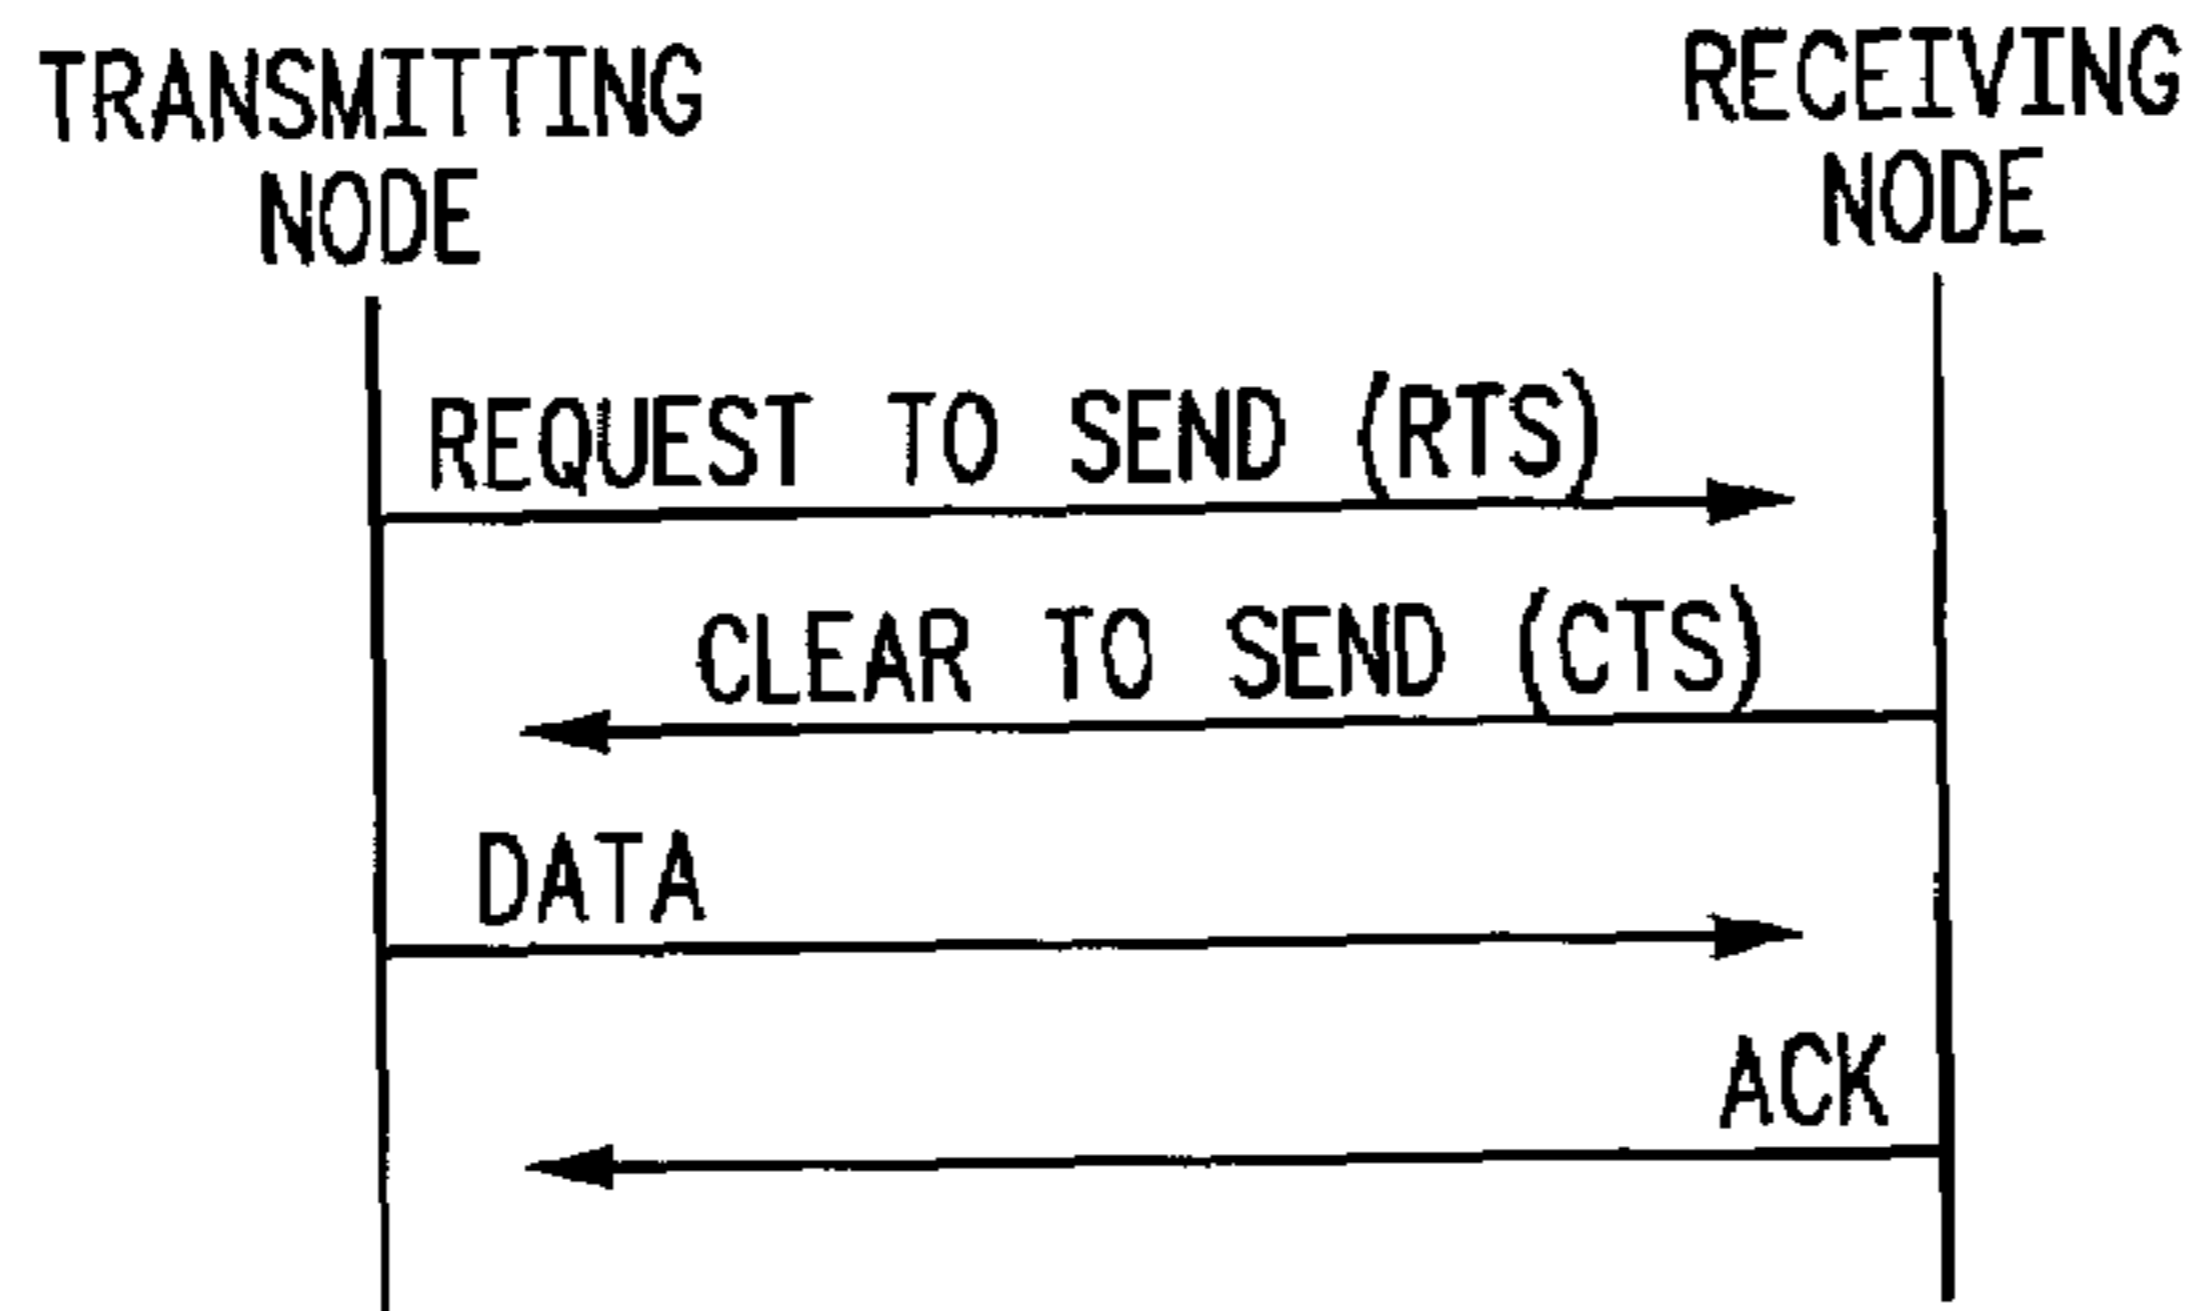 TRANSMITTING
NODE
RECEIVING
NODE
REQUEST TO SEND (RTS)
CLEAR TO SEND (CTS)
DATA
ACK